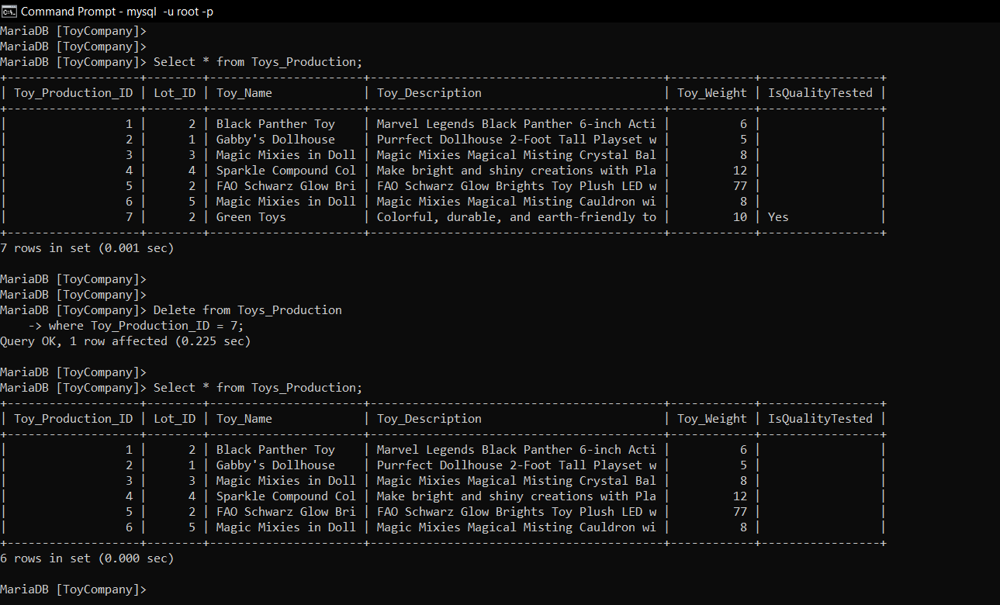 Command Prompt - mysql -u root -p
MariaDB [ToyCompany]>
MariaDB [ToyCompany]>
MariaDB [ToyCompany]> Select * from Toys_Production;
+-------------------+--------+----------------------+------------------------------------------+------------+-----------------+
| Toy_Production_ID | Lot_ID | Toy_Name             | Toy_Description                          | Toy_Weight | IsQualityTested |
+-------------------+--------+----------------------+------------------------------------------+------------+-----------------+
|                 1 |      2 | Black Panther Toy    | Marvel Legends Black Panther 6-inch Acti |          6 |                 |
|                 2 |      1 | Gabby's Dollhouse    | Purrfect Dollhouse 2-Foot Tall Playset w |          5 |                 |
|                 3 |      3 | Magic Mixies in Doll | Magic Mixies Magical Misting Crystal Bal |          8 |                 |
|                 4 |      4 | Sparkle Compound Col | Make bright and shiny creations with Pla |         12 |                 |
|                 5 |      2 | FAO Schwarz Glow Bri | FAO Schwarz Glow Brights Toy Plush LED w |         77 |                 |
|                 6 |      5 | Magic Mixies in Doll | Magic Mixies Magical Misting Cauldron wi |          8 |                 |
|                 7 |      2 | Green Toys           | Colorful, durable, and earth-friendly to |         10 | Yes             |
+-------------------+--------+----------------------+------------------------------------------+------------+-----------------+
7 rows in set (0.001 sec)
MariaDB [ToyCompany]>
MariaDB [ToyCompany]>
MariaDB [ToyCompany]> Delete from Toys_Production
    -> where Toy_Production_ID = 7;
Query OK, 1 row affected (0.225 sec)
MariaDB [ToyCompany]>
MariaDB [ToyCompany]> Select * from Toys_Production;
+-------------------+--------+----------------------+------------------------------------------+------------+-----------------+
| Toy_Production_ID | Lot_ID | Toy_Name             | Toy_Description                          | Toy_Weight | IsQualityTested |
+-------------------+--------+----------------------+------------------------------------------+------------+-----------------+
|                 1 |      2 | Black Panther Toy    | Marvel Legends Black Panther 6-inch Acti |          6 |                 |
|                 2 |      1 | Gabby's Dollhouse    | Purrfect Dollhouse 2-Foot Tall Playset w |          5 |                 |
|                 3 |      3 | Magic Mixies in Doll | Magic Mixies Magical Misting Crystal Bal |          8 |                 |
|                 4 |      4 | Sparkle Compound Col | Make bright and shiny creations with Pla |         12 |                 |
|                 5 |      2 | FAO Schwarz Glow Bri | FAO Schwarz Glow Brights Toy Plush LED w |         77 |                 |
|                 6 |      5 | Magic Mixies in Doll | Magic Mixies Magical Misting Cauldron wi |          8 |                 |
+-------------------+--------+----------------------+------------------------------------------+------------+-----------------+
6 rows in set (0.000 sec)
MariaDB [ToyCompany]>